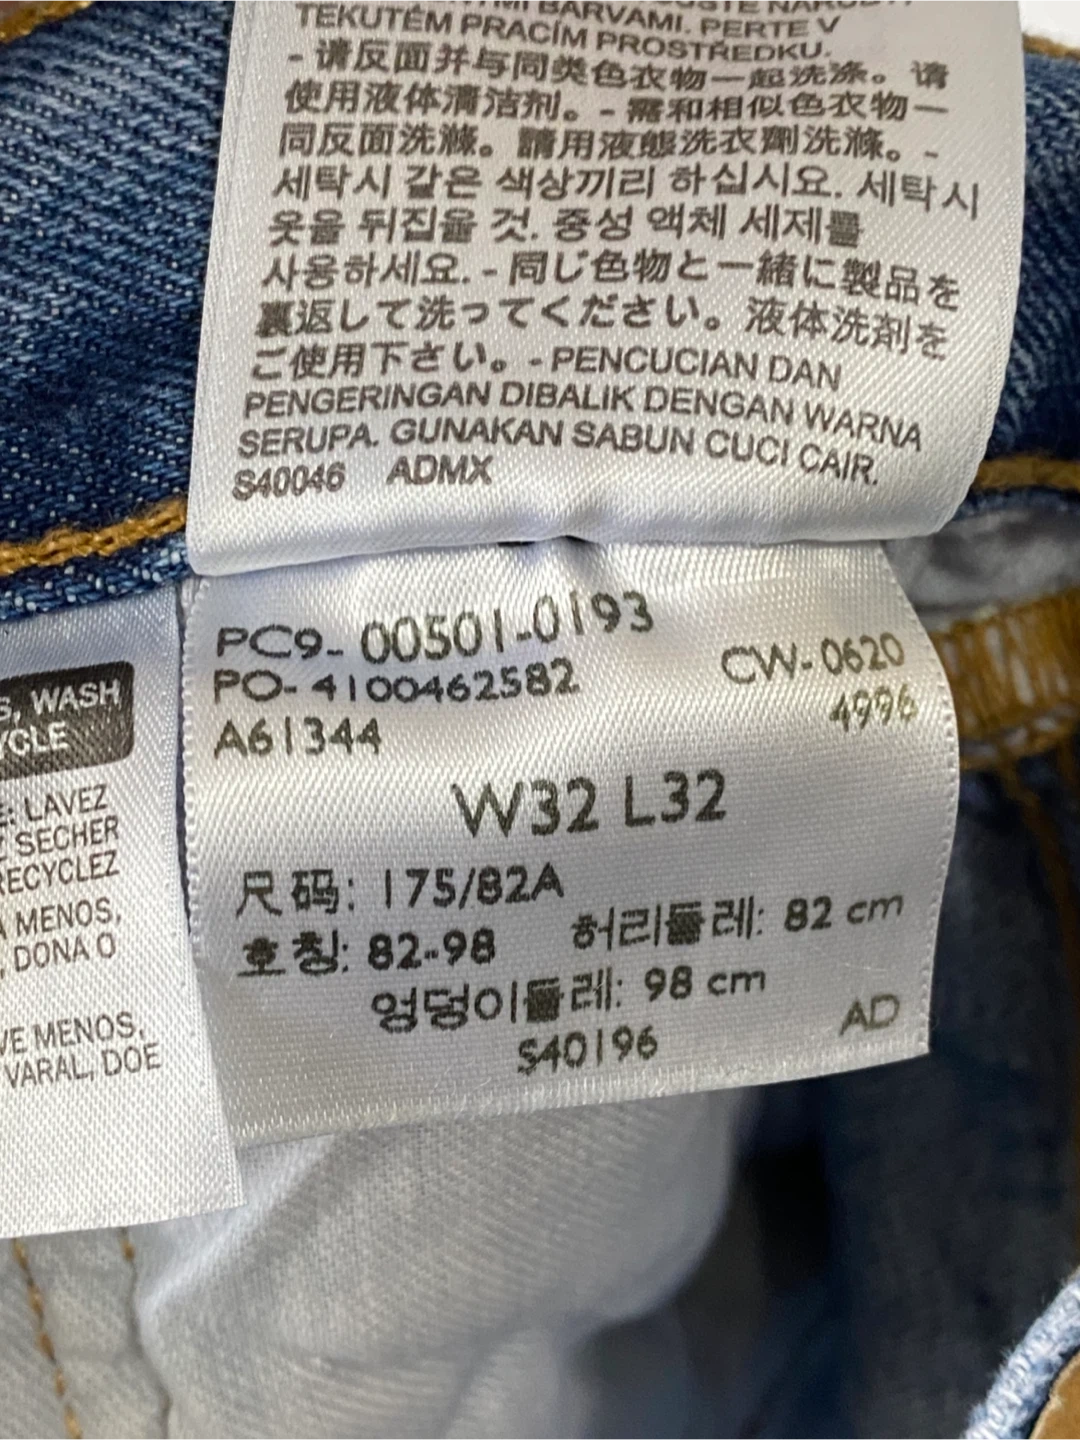 BARVAMI. PERTE V
TEKUTÉM PRACÍM PROSTŘEDKU.
- 请反面并与同类色衣物一起洗涤。请
使用液体清洁剂。- 需和相似色衣物一
同反面洗滌。請用液態洗衣劑洗滌。-
세탁시 같은 색상끼리 하십시요. 세탁시
옷을 뒤집을 것. 중성 액체 세제를
사용하세요. - 同じ色物と一緒に製品を
裏返して洗ってください。液体洗剤を
ご使用下さい。- PENCUCIAN DAN
PENGERINGAN DIBALIK DENGAN WARNA
SERUPA. GUNAKAN SABUN CUCI CAIR.
S40046 ADMX
PC9- 00501-0193
PO- 4100462582
CW- 0620
A61344
4996
W32 L32
尺码: 175/82A
호칭: 82-98 허리둘레: 82 cm
엉덩이둘레: 98 cm
S40196 AD
S, WASH
YCLE
E: LAVEZ
SECHER
RECYCLEZ
A MENOS,
, DONA O
VE MENOS,
VARAL, DOE